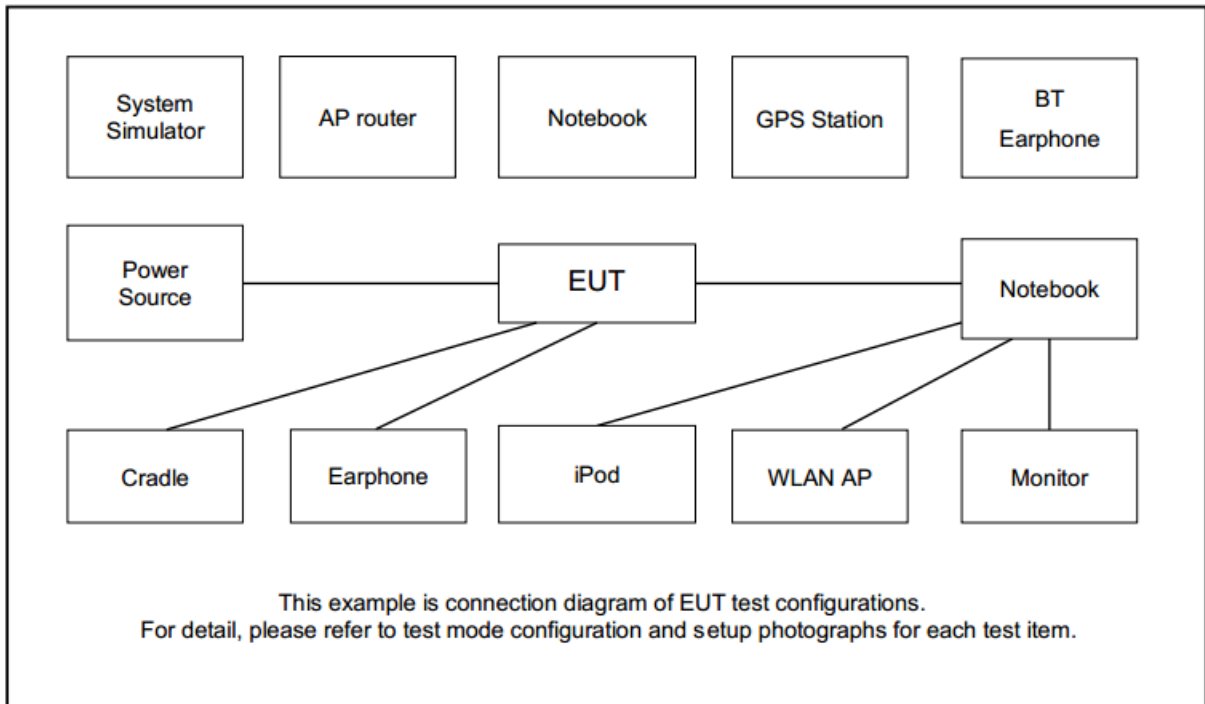 System
Simulator
AP router
Notebook
GPS Station
BT
Earphone
Power
Source
EUT
Notebook
Cradle
Earphone
iPod
WLAN AP
Monitor
This example is connection diagram of EUT test configurations.
For detail, please refer to test mode configuration and setup photographs for each test item.